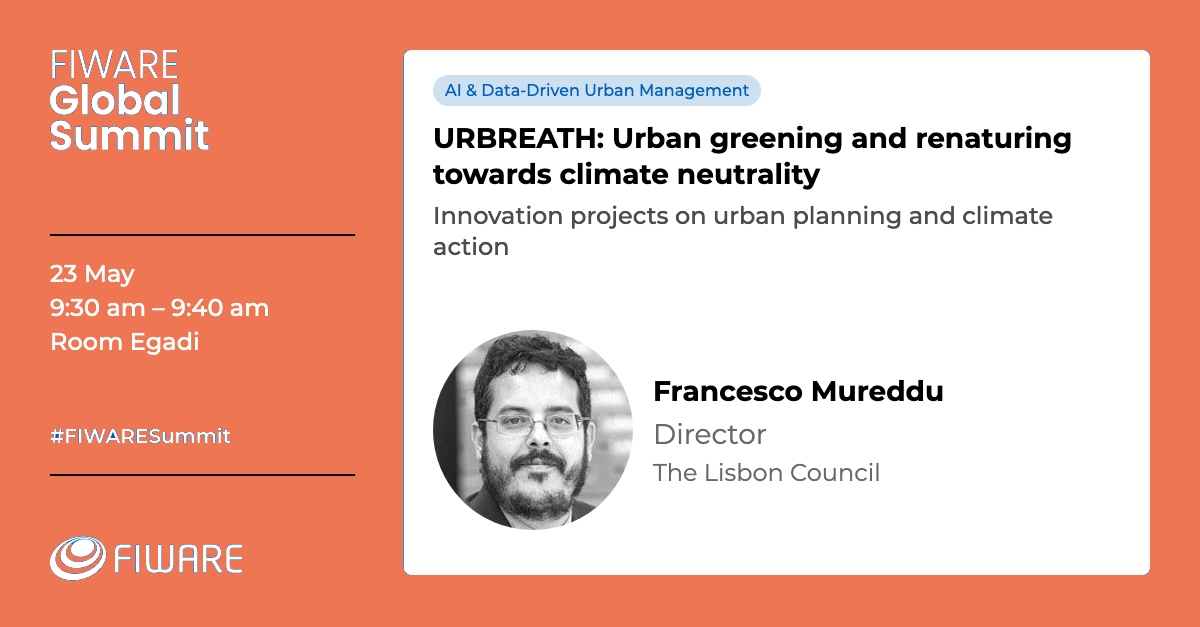 FIWARE
Global
Summit
23 May
9:30 am – 9:40 am
Room Egadi
#FIWARESummit
FIWARE
AI & Data-Driven Urban Management
URBREATH: Urban greening and renaturing
towards climate neutrality
Innovation projects on urban planning and climate
action
Francesco Mureddu
Director
The Lisbon Council